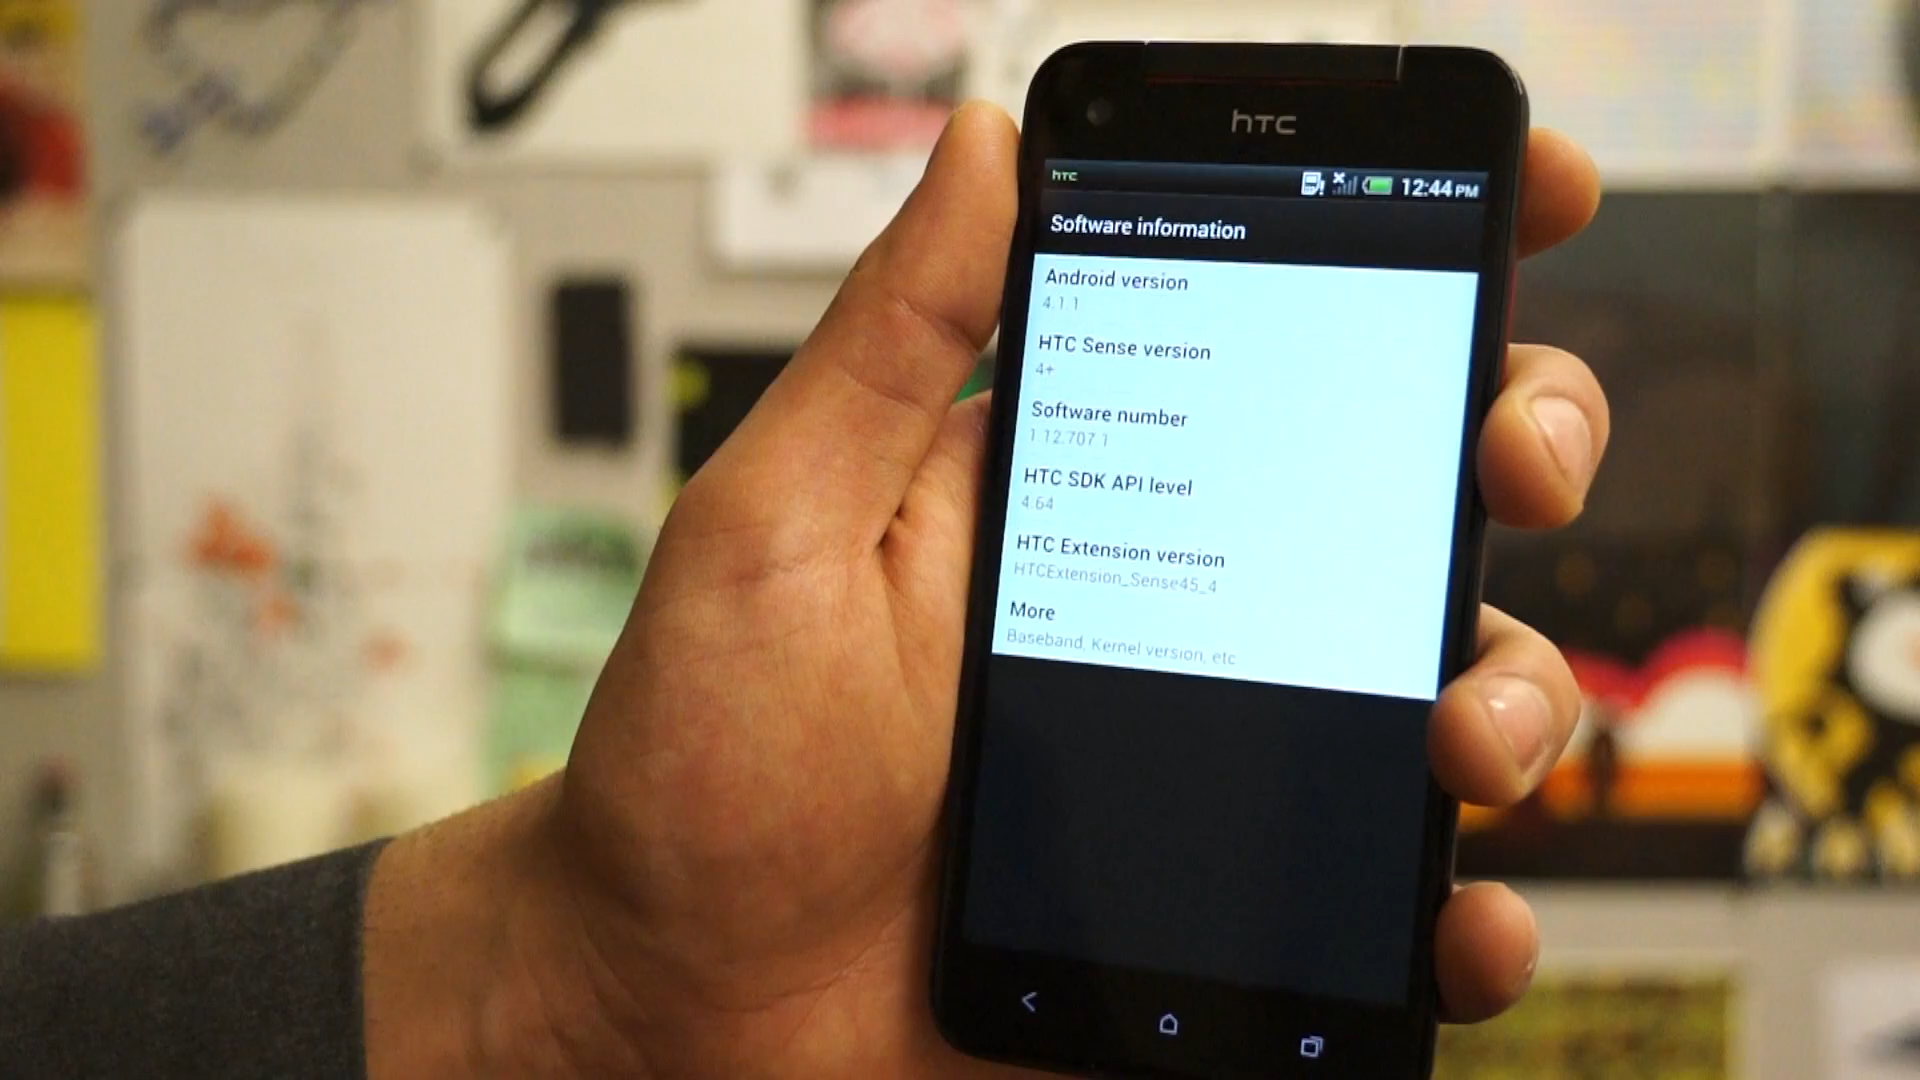 hTC
hTC
12:44 PM
Software information
Android version
4.1.1
HTC Sense version
4+
Software number
1.12.707.1
HTC SDK API level
4.64
HTC Extension version
HTCExtension_Sense45_4
More
Baseband, Kernel version, etc